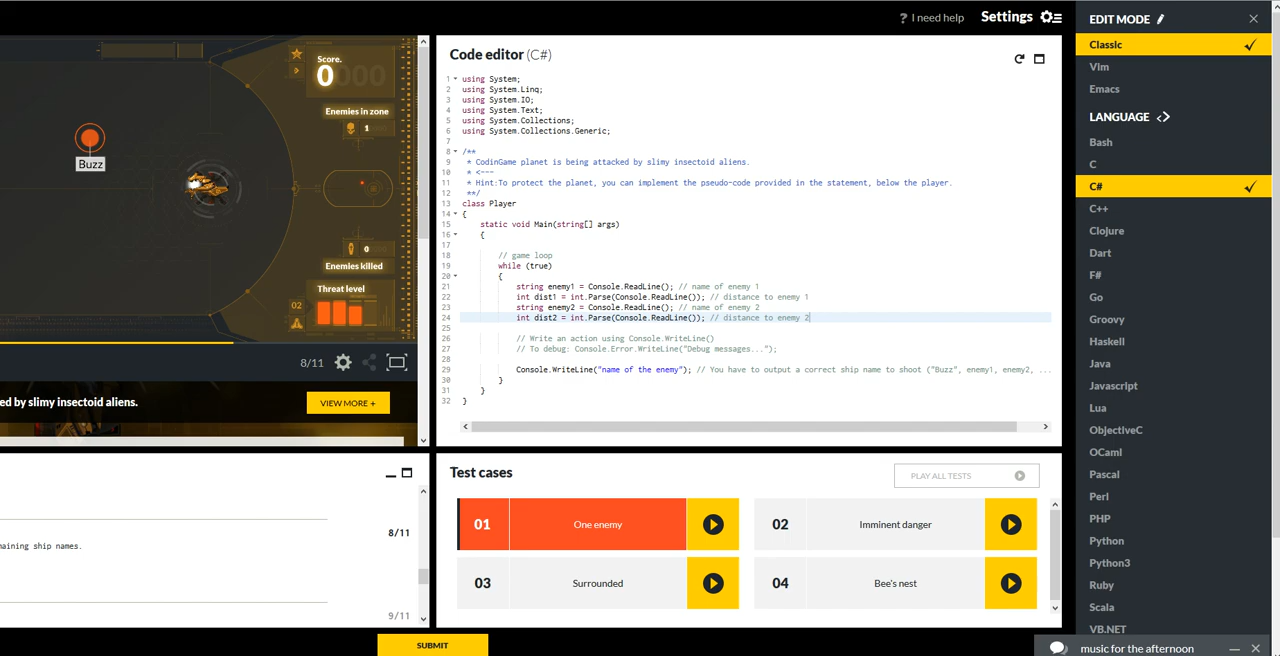 ? I need help
Settings
EDIT MODE
Classic
Vim
Emacs
LANGUAGE <>
Bash
C
C#
C++
Clojure
Dart
F#
Go
Groovy
Haskell
Java
Javascript
Lua
ObjectiveC
OCaml
Pascal
Perl
PHP
Python
Python3
Ruby
Scala
VB.NET
music for the afternoon
Score.
0000
Enemies in zone
1
Buzz
0
Enemies killed
Threat level
02
8/11
ed by slimy insectoid aliens.
VIEW MORE +
Code editor (C#)
1 using System;
2 using System.Linq;
3 using System.IO;
4 using System.Text;
5 using System.Collections;
6 using System.Collections.Generic;
7
8 /**
9 * CodinGame planet is being attacked by slimy insectoid aliens.
10 * <---
11 * Hint:To protect the planet, you can implement the pseudo-code provided in the statement, below the player.
12 **/
13 class Player
14 {
15 static void Main(string[] args)
16 {
17
18 // game loop
19 while (true)
20 {
21 string enemy1 = Console.ReadLine(); // name of enemy 1
22 int dist1 = int.Parse(Console.ReadLine()); // distance to enemy 1
23 string enemy2 = Console.ReadLine(); // name of enemy 2
24 int dist2 = int.Parse(Console.ReadLine()); // distance to enemy 2
25
26 // Write an action using Console.WriteLine()
27 // To debug: Console.Error.WriteLine("Debug messages...");
28
29 Console.WriteLine("name of the enemy"); // You have to output a correct ship name to shoot ("Buzz", enemy1, enemy2, ...
30 }
31 }
32 }
8/11
maining ship names.
9/11
Test cases
PLAY ALL TESTS
01 One enemy
02 Imminent danger
03 Surrounded
04 Bee's nest
SUBMIT